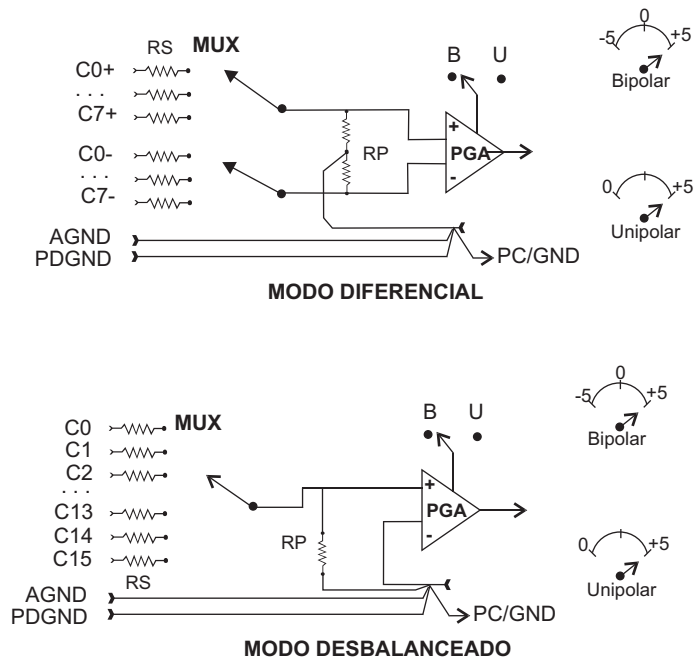 RS MUX
C0+
. . .
C7+
C0-
. . .
C7-
RP
B U
+
PGA
-
AGND
PDGND
PC/GND
MODO DIFERENCIAL
-5 0 +5
Bipolar
0 +5
Unipolar
C0
C1
C2
. . .
C13
C14
C15
MUX
RS
RP
B U
+
PGA
-
AGND
PDGND
PC/GND
MODO DESBALANCEADO
-5 0 +5
Bipolar
0 +5
Unipolar